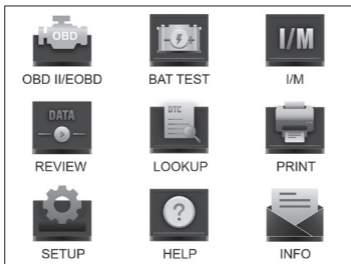 OBD
I/M
OBD II/EOBD BAT TEST I/M
DATA
DTC
REVIEW LOOKUP PRINT
?
SETUP HELP INFO